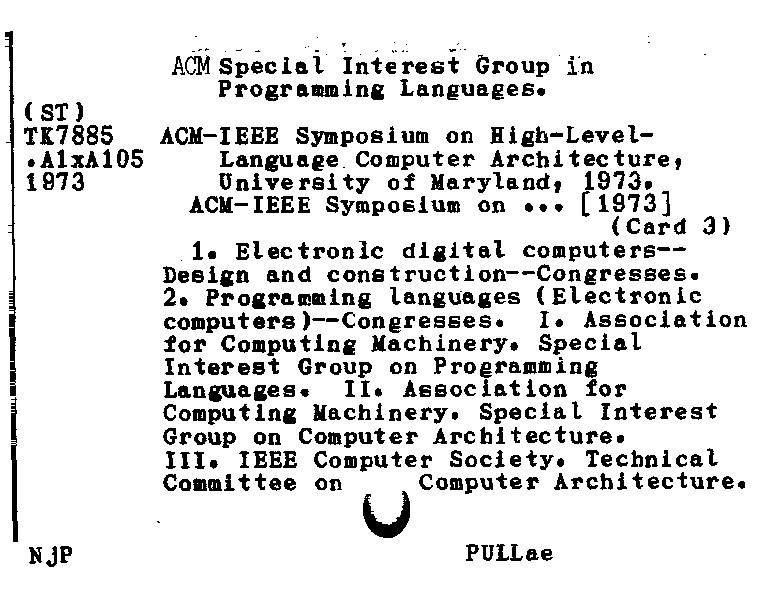 ACM Special Interest Group in
Programming Languages.
(ST)
TK7885 ACM-IEEE Symposium on High-Level-
.A1xA105 Language Computer Architecture,
1973 University of Maryland, 1973.
ACM-IEEE Symposium on ... [1973]
(Card 3)
1. Electronic digital computers--
Design and construction--Congresses.
2. Programming languages (Electronic
computers)--Congresses. I. Association
for Computing Machinery. Special
Interest Group on Programming
Languages. II. Association for
Computing Machinery. Special Interest
Group on Computer Architecture.
III. IEEE Computer Society. Technical
Committee on Computer Architecture.
NjP PULLae